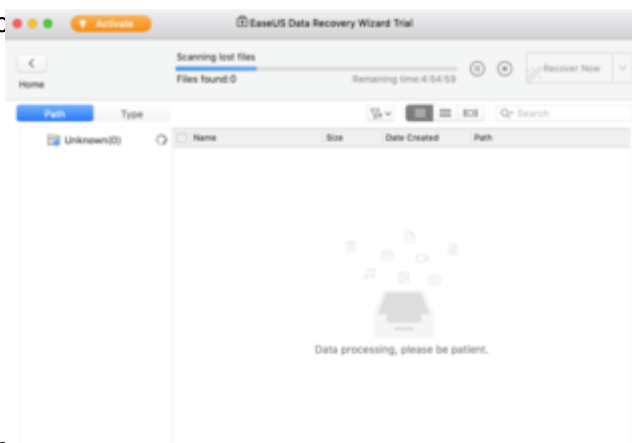 Activate
EaseUS Data Recovery Wizard Trial
Scanning lost files
Files found:0
Remaining time:4:54:59
Recover Now
Home
Path
Type
Search
Unknown(0)
Name
Size
Date Created
Path
Data processing, please be patient.